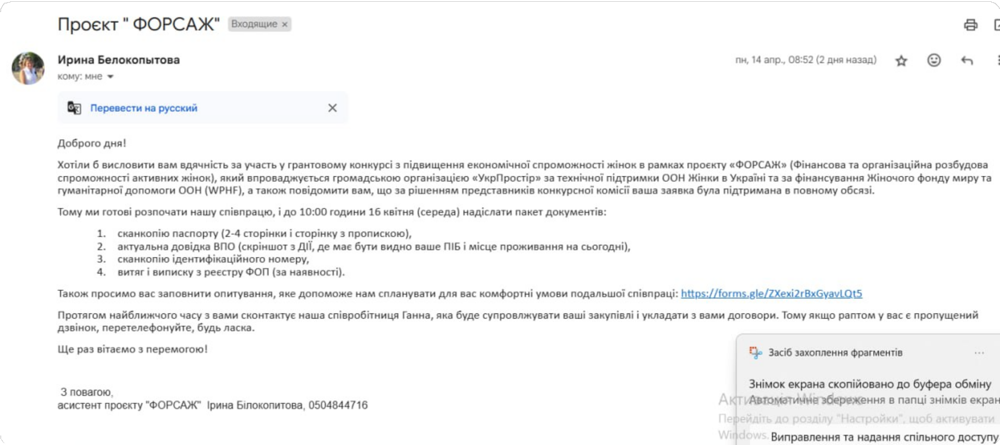 Проєкт " ФОРСАЖ" Входящие ×
Ирина Белокопытова
пн, 14 апр., 08:52 (2 дня назад)
кому: мне
Перевести на русский
Доброго дня!
Хотіли б висловити вам вдячність за участь у грантовому конкурсі з підвищення економічної спроможності жінок в рамках проєкту «ФОРСАЖ» (Фінансова та організаційна розбудова
спроможності активних жінок), який впроваджується громадською організацією «УкрПростір» за технічної підтримки ООН Жінки в Україні та за фінансування Жіночого фонду миру та
гуманітарної допомоги ООН (WPHF), а також повідомити вам, що за рішенням представників конкурсної комісії ваша заявка була підтримана в повному обсязі.
Тому ми готові розпочати нашу співпрацю, і до 10:00 години 16 квітня (середа) надіслати пакет документів:
1. сканкопію паспорту (2-4 сторінки і сторінку з пропискою),
2. актуальна довідка ВПО (скріншот з ДІЇ, де має бути видно ваше ПІБ і місце проживання на сьогодні),
3. сканкопію ідентифікаційного номеру,
4. витяг і виписку з реєстру ФОП (за наявності).
Також просимо вас заповнити опитування, яке допоможе нам спланувати для вас комфортні умови подальшої співпраці: https://forms.gle/ZXexi2rBxGyavLQt5
Протягом найближчого часу з вами сконтактує наша співробітниця Ганна, яка буде супровлжувати ваші закупівлі і укладати з вами договори. Тому якщо раптом у вас є пропущений
дзвінок, перетелефонуйте, будь ласка.
Ще раз вітаємо з перемогою!
З повагою,
асистент проєкту "ФОРСАЖ" Ірина Білокопитова, 0504844716
Засіб захоплення фрагментів
Знімок екрана скопійовано до буфера обміну
Активація Windows
Автоматичне збереження в папці знімків екран
Перейдіть до розділу "Настройки", щоб активувати
Windows.
Виправлення та надання спільного доступу